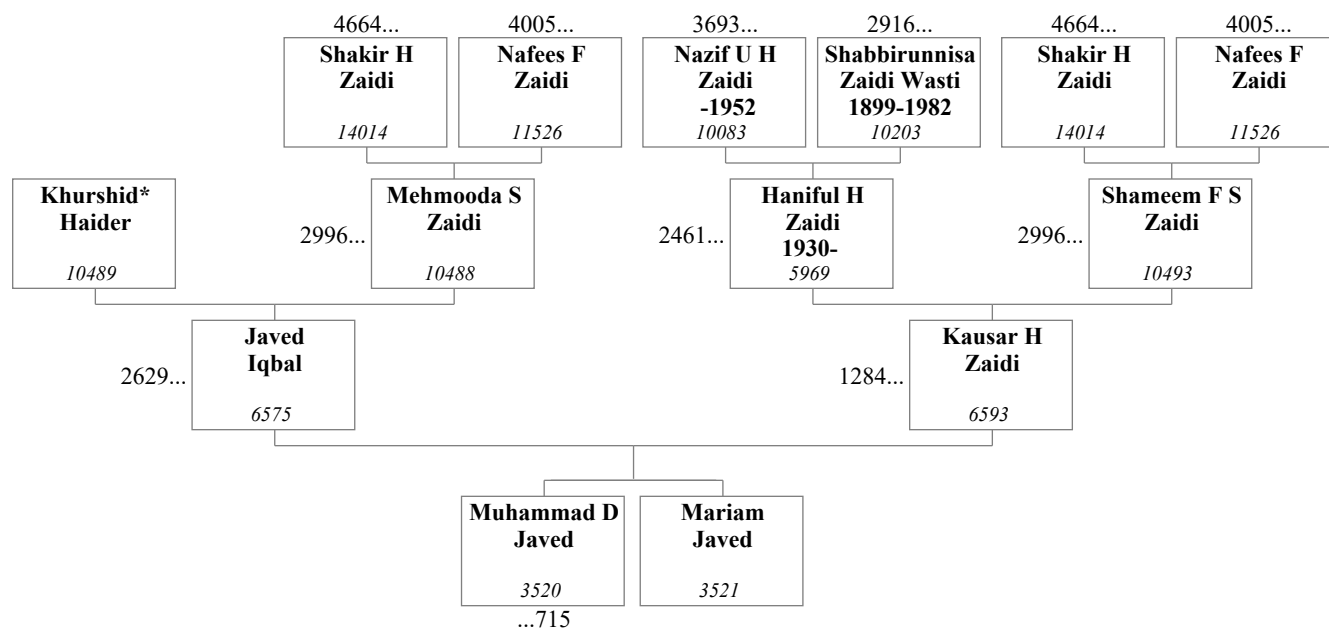 4664...
4005...
3693...
2916...
4664...
4005...
Shakir H
Zaidi
14014
Nafees F
Zaidi
11526
Nazif U H
Zaidi
-1952
10083
Shabbirunnisa
Zaidi Wasti
1899-1982
10203
Shakir H
Zaidi
14014
Nafees F
Zaidi
11526
Khurshid*
Haider
10489
2996...
Mehmooda S
Zaidi
10488
2461...
Haniful H
Zaidi
1930-
5969
2996...
Shameem F S
Zaidi
10493
2629...
Javed
Iqbal
6575
1284...
Kausar H
Zaidi
6593
Muhammad D
Javed
3520
...715
Mariam
Javed
3521